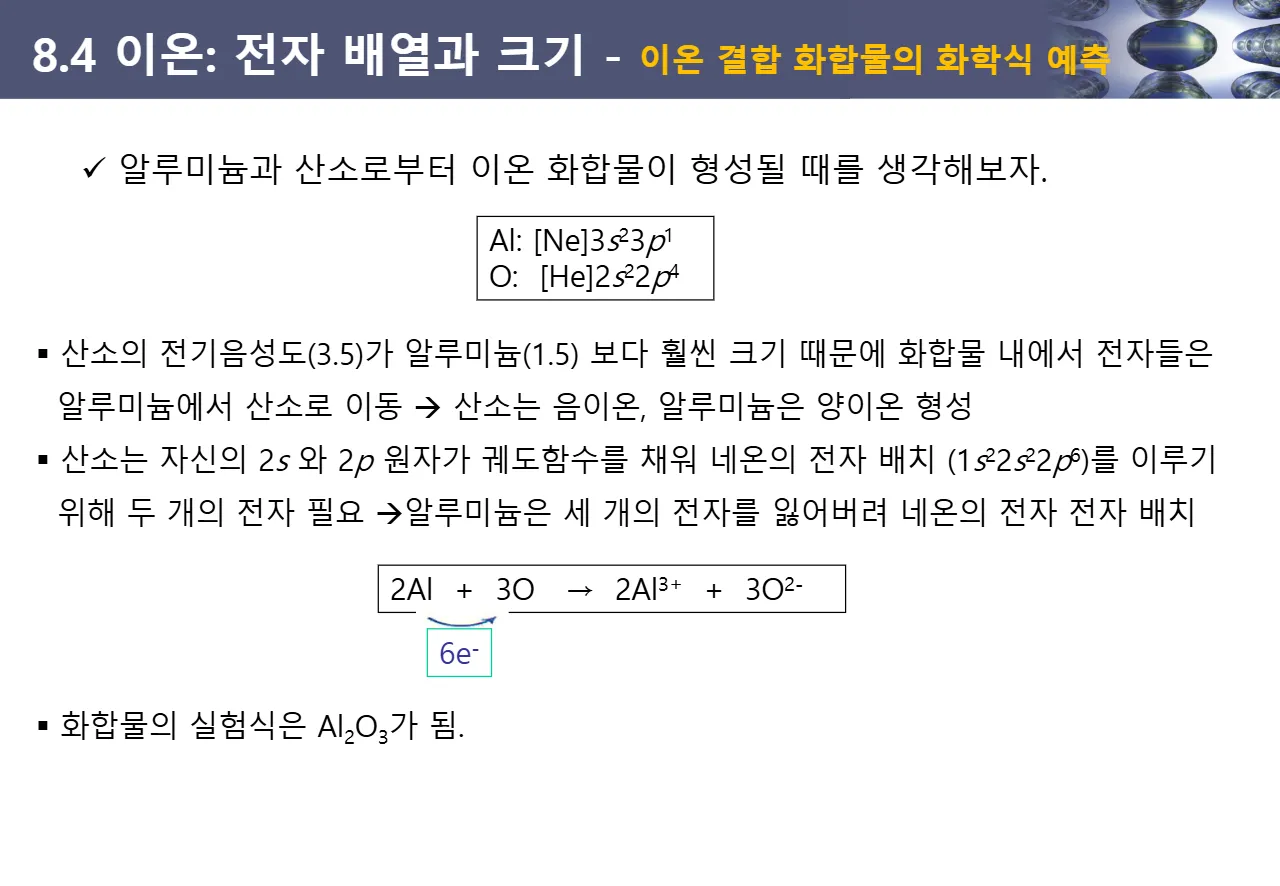 8.4 이온: 전자 배열과 크기 - 이온 결합 화합물의 화학식 예측
✓ 알루미늄과 산소로부터 이온 화합물이 형성될 때를 생각해보자.
Al: [Ne]3s²3p¹
O: [He]2s²2p⁴
▪ 산소의 전기음성도(3.5)가 알루미늄(1.5) 보다 훨씬 크기 때문에 화합물 내에서 전자들은
알루미늄에서 산소로 이동 → 산소는 음이온, 알루미늄은 양이온 형성
▪ 산소는 자신의 2s 와 2p 원자가 궤도함수를 채워 네온의 전자 배치 (1s²2s²2p⁶)를 이루기
위해 두 개의 전자 필요 →알루미늄은 세 개의 전자를 잃어버려 네온의 전자 전자 배치
2Al + 3O → 2Al³⁺ + 3O²⁻
6e⁻
▪ 화합물의 실험식은 Al₂O₃가 됨.